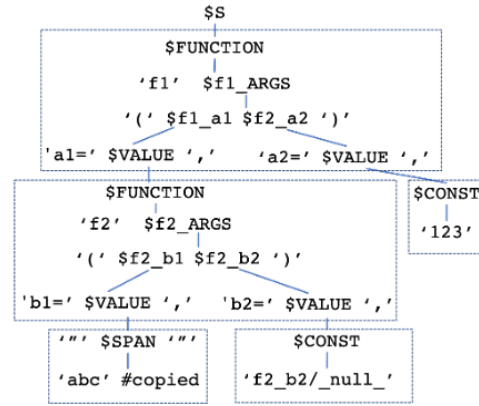 $S
$FUNCTION
‘f1’ $f1_ARGS
‘(’ $f1_a1 $f2_a2 ‘)’
'a1=’ $VALUE ‘,’ ‘a2=’ $VALUE ‘,’
$FUNCTION
$CONST
‘f2’ $f2_ARGS
‘123’
‘(’ $f2_b1 $f2_b2 ‘)’
'b1=’ $VALUE ‘,’ 'b2=’ $VALUE ‘,’
‘”’ $SPAN ‘”’ $CONST
‘abc’ #copied ‘f2_b2/_null_’